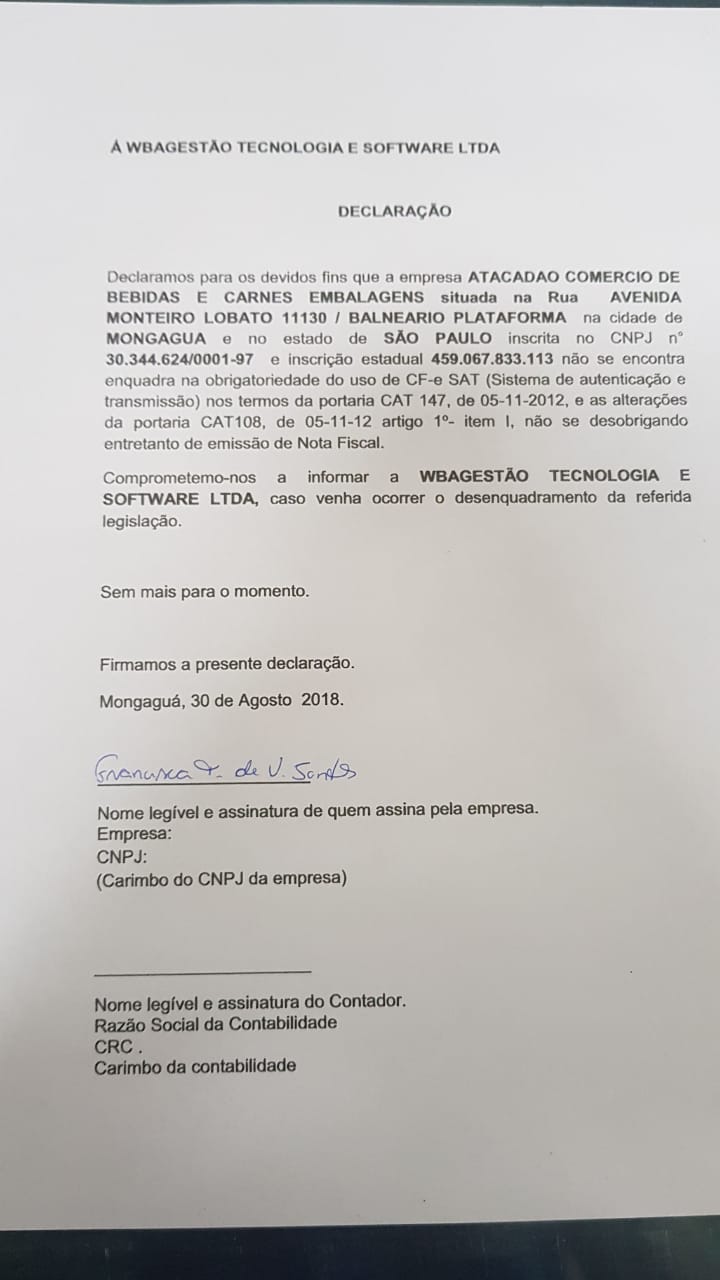 Á WBAGESTÃO TECNOLOGIA E SOFTWARE LTDA
DECLARAÇÃO
Declaramos para os devidos fins que a empresa ATACADAO COMERCIO DE
BEBIDAS E CARNES EMBALAGENS situada na Rua AVENIDA
MONTEIRO LOBATO 11130 / BALNEARIO PLATAFORMA na cidade de
MONGAGUA e no estado de SÃO PAULO inscrita no CNPJ nº
30.344.624/0001-97 e inscrição estadual 459.067.833.113 não se encontra
enquadra na obrigatoriedade do uso de CF-e SAT (Sistema de autenticação e
transmissão) nos termos da portaria CAT 147, de 05-11-2012, e as alterações
da portaria CAT108, de 05-11-12 artigo 1º- item I, não se desobrigando
entretanto de emissão de Nota Fiscal.
Comprometemo-nos a informar a WBAGESTÃO TECNOLOGIA E
SOFTWARE LTDA, caso venha ocorrer o desenquadramento da referida
legislação.
Sem mais para o momento.
Firmamos a presente declaração.
Mongaguá, 30 de Agosto 2018.
Francisca F. de V. Santos
Nome legível e assinatura de quem assina pela empresa.
Empresa:
CNPJ:
(Carimbo do CNPJ da empresa)
Nome legível e assinatura do Contador.
Razão Social da Contabilidade
CRC .
Carimbo da contabilidade